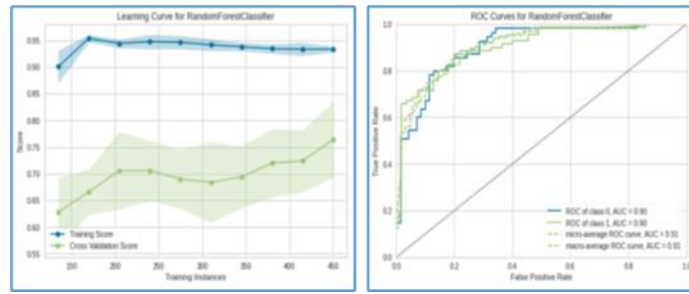 Learning Curve for RandomForestClassifier
0.95
0.90
0.85
0.80
0.75
0.70
0.65
0.60
0.55
Score
Training Score
Cross Validation Score
150 200 250 300 350 400 450
Training Instances
ROC Curves for RandomForestClassifier
1.0
0.8
0.6
0.4
0.2
0.0
True Positive Rate
ROC of class 0, AUC = 0.90
ROC of class 1, AUC = 0.90
micro-average ROC curve, AUC = 0.91
macro-average ROC curve, AUC = 0.91
0.0 0.2 0.4 0.6 0.8 1.0
False Positive Rate